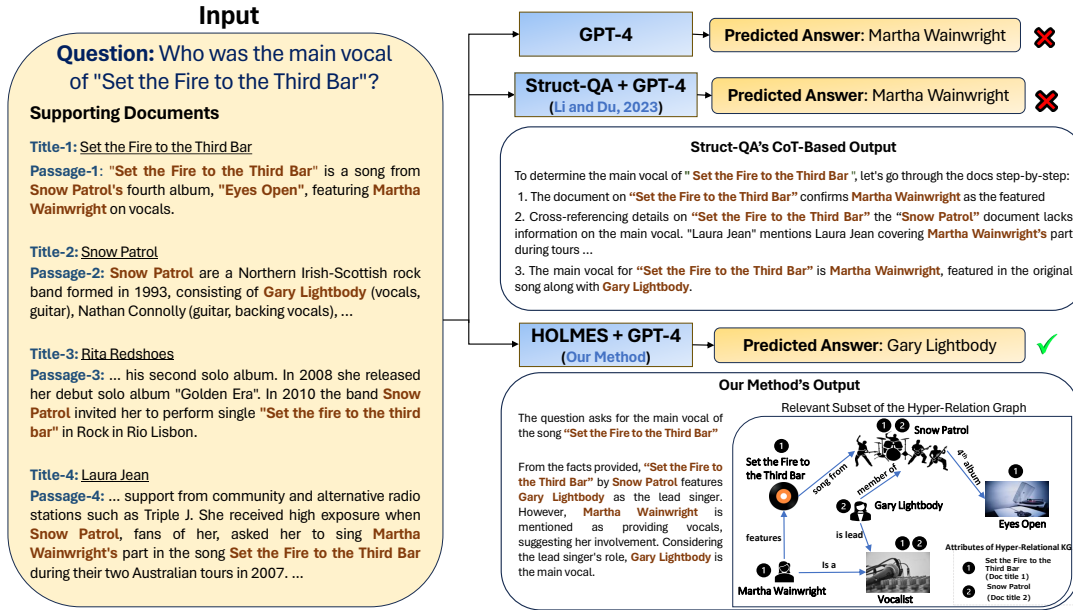 Input
Question: Who was the main vocal
of "Set the Fire to the Third Bar"?
Supporting Documents
Title-1: Set the Fire to the Third Bar
Passage-1: "Set the Fire to the Third Bar" is a song from
Snow Patrol's fourth album, "Eyes Open", featuring Martha
Wainwright on vocals.
Title-2: Snow Patrol
Passage-2: Snow Patrol are a Northern Irish-Scottish rock
band formed in 1993, consisting of Gary Lightbody (vocals,
guitar), Nathan Connolly (guitar, backing vocals), ...
Title-3: Rita Redshoes
Passage-3: ... his second solo album. In 2008 she released
her debut solo album "Golden Era". In 2010 the band Snow
Patrol invited her to perform single "Set the fire to the third
bar" in Rock in Rio Lisbon.
Title-4: Laura Jean
Passage-4: ... support from community and alternative radio
stations such as Triple J. She received high exposure when
Snow Patrol, fans of her, asked her to sing Martha
Wainwright's part in the song Set the Fire to the Third Bar
during their two Australian tours in 2007. ...
GPT-4
Predicted Answer: Martha Wainwright
Struct-QA + GPT-4
(Li and Du, 2023)
Predicted Answer: Martha Wainwright
Struct-QA's CoT-Based Output
To determine the main vocal of " Set the Fire to the Third Bar ", let's go through the docs step-by-step:
1. The document on “Set the Fire to the Third Bar” confirms Martha Wainwright as the featured
2. Cross-referencing details on “Set the Fire to the Third Bar” the “Snow Patrol” document lacks
information on the main vocal. "Laura Jean" mentions Laura Jean covering Martha Wainwright's part
during tours ...
3. The main vocal for “Set the Fire to the Third Bar” is Martha Wainwright, featured in the original
song along with Gary Lightbody.
HOLMES + GPT-4
(Our Method)
Predicted Answer: Gary Lightbody
Our Method's Output
The question asks for the main vocal of
the song “Set the Fire to the Third Bar”
From the facts provided, “Set the Fire to
the Third Bar” by Snow Patrol features
Gary Lightbody as the lead singer.
However, Martha Wainwright is
mentioned as providing vocals,
suggesting her involvement. Considering
the lead singer's role, Gary Lightbody is
the main vocal.
Relevant Subset of the Hyper-Relation Graph
1 2 Snow Patrol
1
Set the Fire to
the Third Bar
song from
member of
4th album
1
Eyes Open
2 Gary Lightbody
is lead
features
1 2
Is a
1
Martha Wainwright
Vocalist
Attributes of Hyper-Relational KG
1 Set the Fire to the
Third Bar
(Doc title 1)
2 Snow Patrol
(Doc title 2)